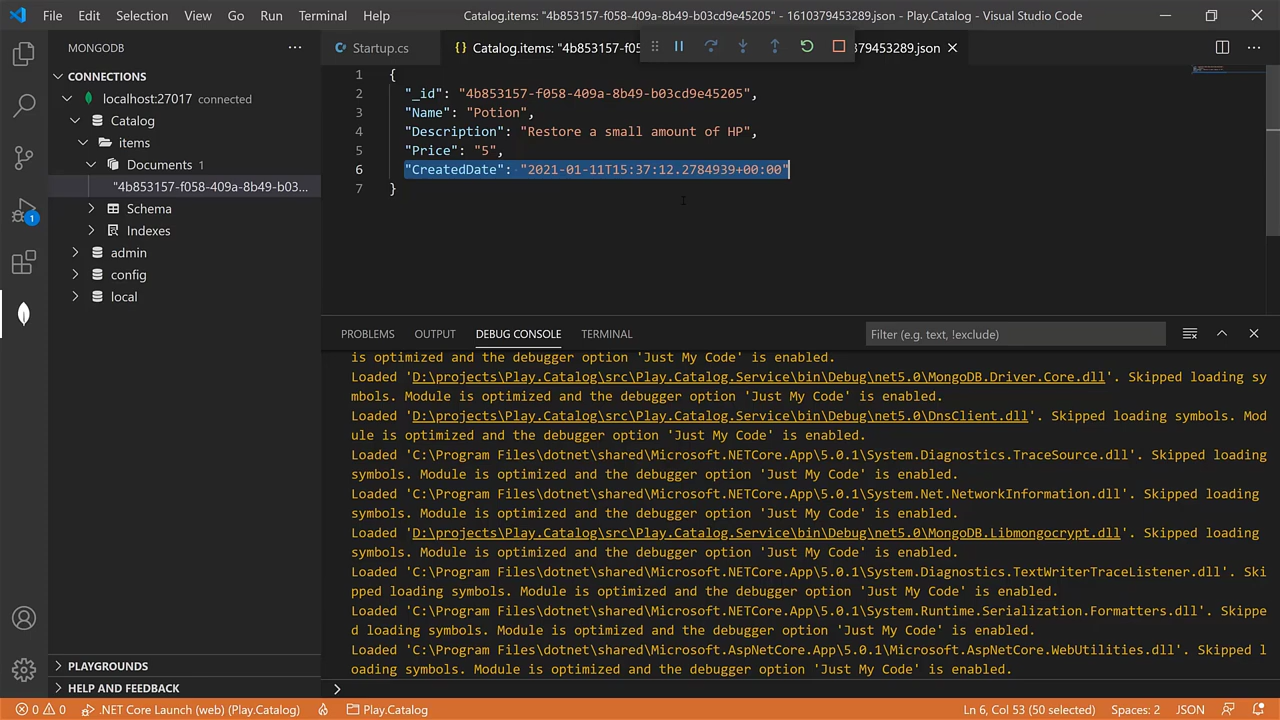 File Edit Selection View Go Run Terminal Help
Catalog.items: "4b853157-f058-409a-8b49-b03cd9e45205" - 1610379453289.json - Play.Catalog - Visual Studio Code
MONGODB
CONNECTIONS
localhost:27017 connected
Catalog
items
Documents 1
"4b853157-f058-409a-8b49-b03...
Schema
Indexes
admin
config
local
PLAYGROUNDS
HELP AND FEEDBACK
1
Startup.cs
{} Catalog.items: "4b853157-f05 379453289.json
1 {
2 "_id": "4b853157-f058-409a-8b49-b03cd9e45205",
3 "Name": "Potion",
4 "Description": "Restore a small amount of HP",
5 "Price": "5",
6 "CreatedDate": "2021-01-11T15:37:12.2784939+00:00"
7 }
PROBLEMS OUTPUT DEBUG CONSOLE TERMINAL
Filter (e.g. text, !exclude)
is optimized and the debugger option 'Just My Code' is enabled.
Loaded 'D:\projects\Play.Catalog\src\Play.Catalog.Service\bin\Debug\net5.0\MongoDB.Driver.Core.dll'. Skipped loading sy
mbols. Module is optimized and the debugger option 'Just My Code' is enabled.
Loaded 'D:\projects\Play.Catalog\src\Play.Catalog.Service\bin\Debug\net5.0\DnsClient.dll'. Skipped loading symbols. Mod
ule is optimized and the debugger option 'Just My Code' is enabled.
Loaded 'C:\Program Files\dotnet\shared\Microsoft.NETCore.App\5.0.1\System.Diagnostics.TraceSource.dll'. Skipped loading
symbols. Module is optimized and the debugger option 'Just My Code' is enabled.
Loaded 'C:\Program Files\dotnet\shared\Microsoft.NETCore.App\5.0.1\System.Net.NetworkInformation.dll'. Skipped loading
symbols. Module is optimized and the debugger option 'Just My Code' is enabled.
Loaded 'D:\projects\Play.Catalog\src\Play.Catalog.Service\bin\Debug\net5.0\MongoDB.Libmongocrypt.dll'. Skipped loading
symbols. Module is optimized and the debugger option 'Just My Code' is enabled.
Loaded 'C:\Program Files\dotnet\shared\Microsoft.NETCore.App\5.0.1\System.Diagnostics.TextWriterTraceListener.dll'. Ski
pped loading symbols. Module is optimized and the debugger option 'Just My Code' is enabled.
Loaded 'C:\Program Files\dotnet\shared\Microsoft.NETCore.App\5.0.1\System.Runtime.Serialization.Formatters.dll'. Skippe
d loading symbols. Module is optimized and the debugger option 'Just My Code' is enabled.
Loaded 'C:\Program Files\dotnet\shared\Microsoft.AspNetCore.App\5.0.1\Microsoft.AspNetCore.WebUtilities.dll'. Skipped l
oading symbols. Module is optimized and the debugger option 'Just My Code' is enabled.
0 0 .NET Core Launch (web) (Play.Catalog) Play.Catalog
Ln 6, Col 53 (50 selected) Spaces: 2 JSON